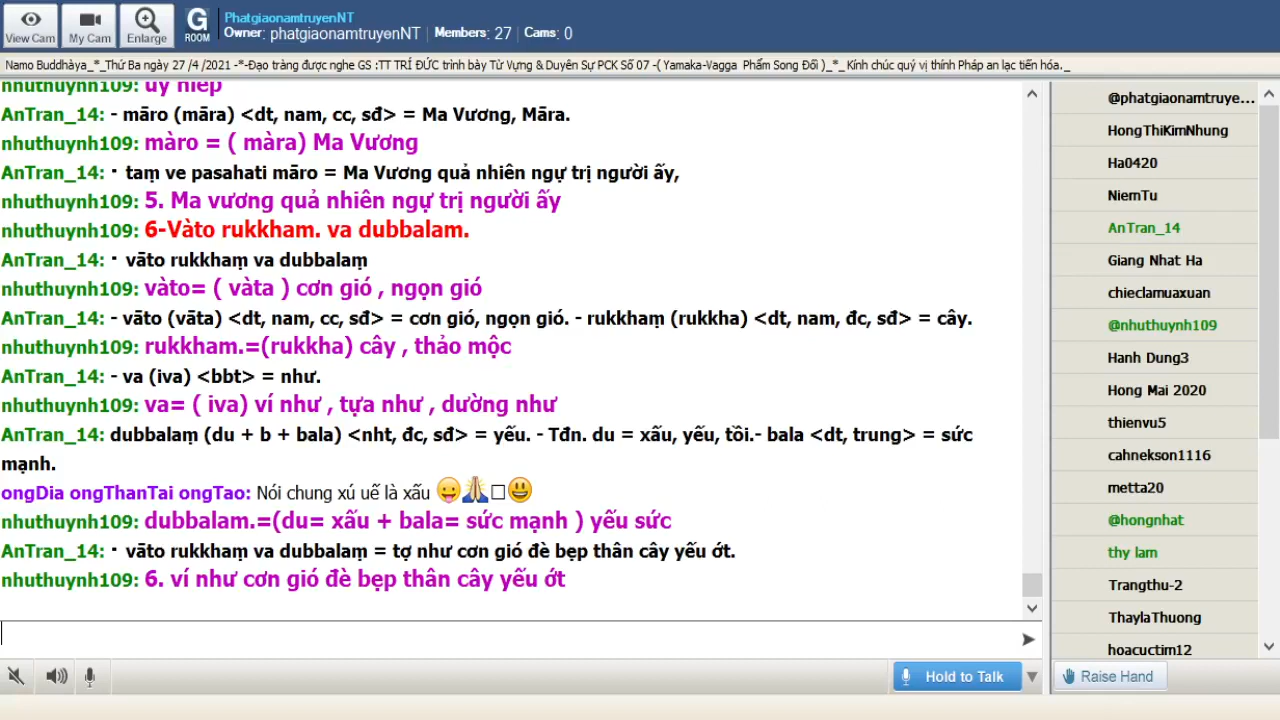 View Cam
My Cam
Enlarge
G
ROOM
PhatgiaonamtruyenNT
Owner: phatgiaonamtruyenNT | Members: 27 | Cams: 0
Namo Buddhàya_*_Thứ Ba ngày 27 /4 /2021 -*-Đạo tràng được nghe GS :TT TRÍ ĐỨC trình bày Từ Vựng & Duyên Sự PCK Số 07 -( Yamaka-Vagga Phẩm Song Đối )_*_ Kính chúc quý vị thính Pháp an lạc tiến hóa._
nhuthuynh109: uy hiếp
AnTran_14: - māro (māra) <dt, nam, cc, sđ> = Ma Vương, Māra.
nhuthuynh109: màro = ( màra) Ma Vương
AnTran_14: · taṃ ve pasahati māro = Ma Vương quả nhiên ngự trị người ấy,
nhuthuynh109: 5. Ma vương quả nhiên ngự trị người ấy
nhuthuynh109: 6-Vàto rukkham. va dubbalam.
AnTran_14: · vāto rukkhaṃ va dubbalaṃ
nhuthuynh109: vàto= ( vàta ) cơn gió , ngọn gió
AnTran_14: - vāto (vāta) <dt, nam, cc, sđ> = cơn gió, ngọn gió. - rukkhaṃ (rukkha) <dt, nam, đc, sđ> = cây.
nhuthuynh109: rukkham.=(rukkha) cây , thảo mộc
AnTran_14: - va (iva) <bbt> = như.
nhuthuynh109: va= ( iva) ví như , tựa như , dường như
AnTran_14: dubbalaṃ (du + b + bala) <nht, đc, sđ> = yếu. - Tđn. du = xấu, yếu, tồi.- bala <dt, trung> = sức
mạnh.
ongDia ongThanTai ongTao: Nói chung xú uế là xấu 😛🙏□😃
nhuthuynh109: dubbalam.=(du= xấu + bala= sức mạnh ) yếu sức
AnTran_14: · vāto rukkhaṃ va dubbalaṃ = tợ như cơn gió đè bẹp thân cây yếu ớt.
nhuthuynh109: 6. ví như cơn gió đè bẹp thân cây yếu ớt
@phatgiaonamtruye...
HongThiKimNhung
Ha0420
NiemTu
AnTran_14
Giang Nhat Ha
chieclamuaxuan
@nhuthuynh109
Hanh Dung3
Hong Mai 2020
thienvu5
cahnekson1116
metta20
@hongnhat
thy lam
Trangthu-2
ThaylaThuong
hoacuctim12
Hold to Talk
Raise Hand